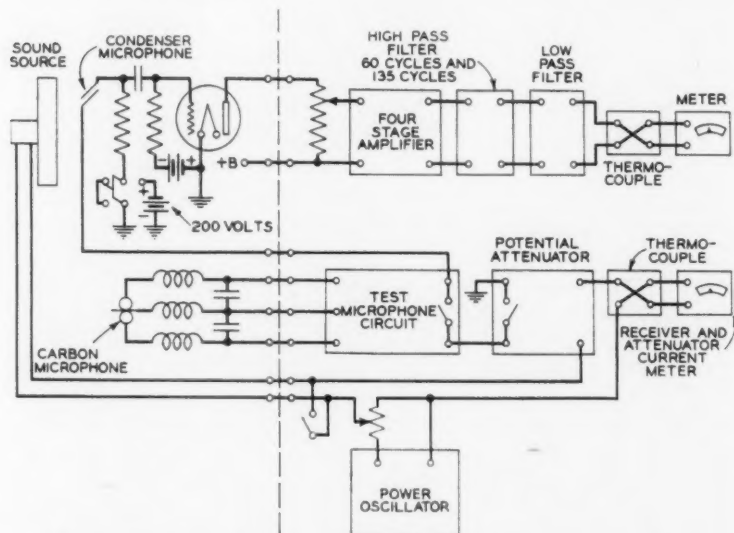 SOUND
SOURCE
CONDENSER
MICROPHONE
HIGH PASS
FILTER
60 CYCLES AND
135 CYCLES
LOW
PASS
FILTER
METER
FOUR
STAGE
AMPLIFIER
THERMO-
COUPLE
+B
- +
+
-
200 VOLTS
POTENTIAL
ATTENUATOR
THERMO-
COUPLE
TEST
MICROPHONE
CIRCUIT
CARBON
MICROPHONE
RECEIVER AND
ATTENUATOR
CURRENT
METER
POWER
OSCILLATOR